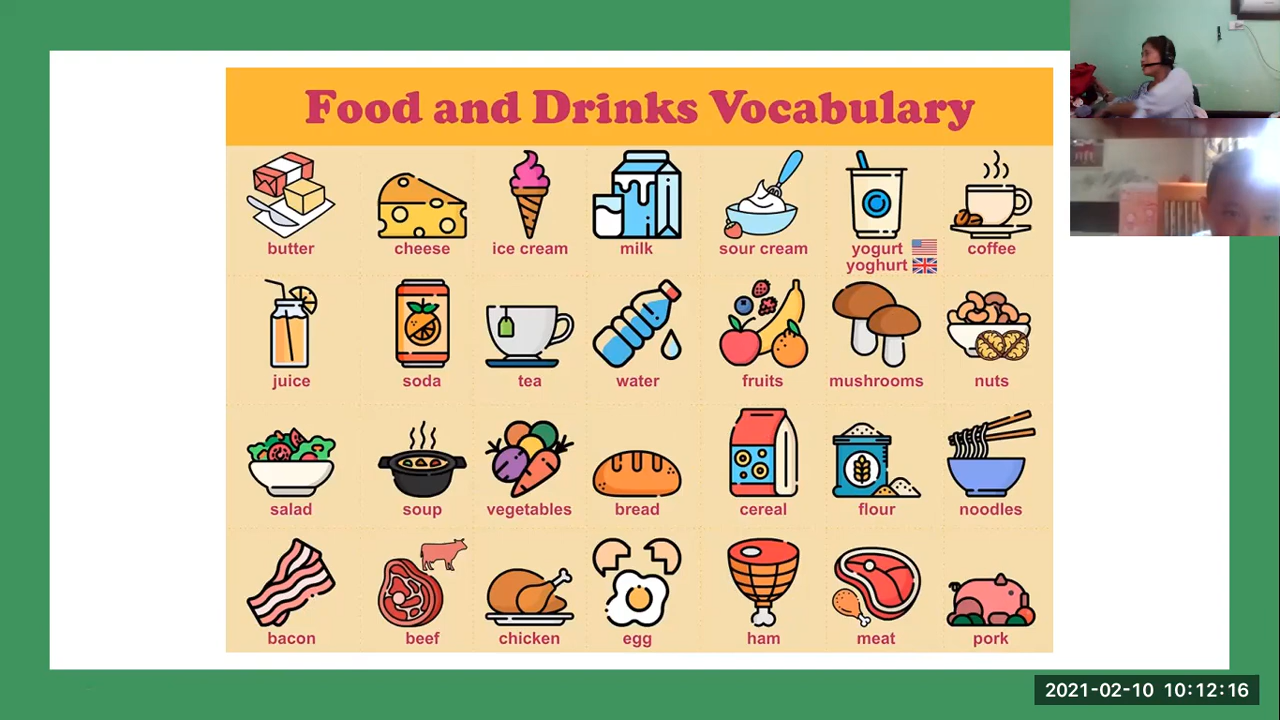 Food and Drinks Vocabulary
butter cheese ice cream milk sour cream yogurt coffee
yoghurt
juice soda tea water fruits mushrooms nuts
salad soup vegetables bread cereal flour noodles
bacon beef chicken egg ham meat pork
2021-02-10 10:12:16